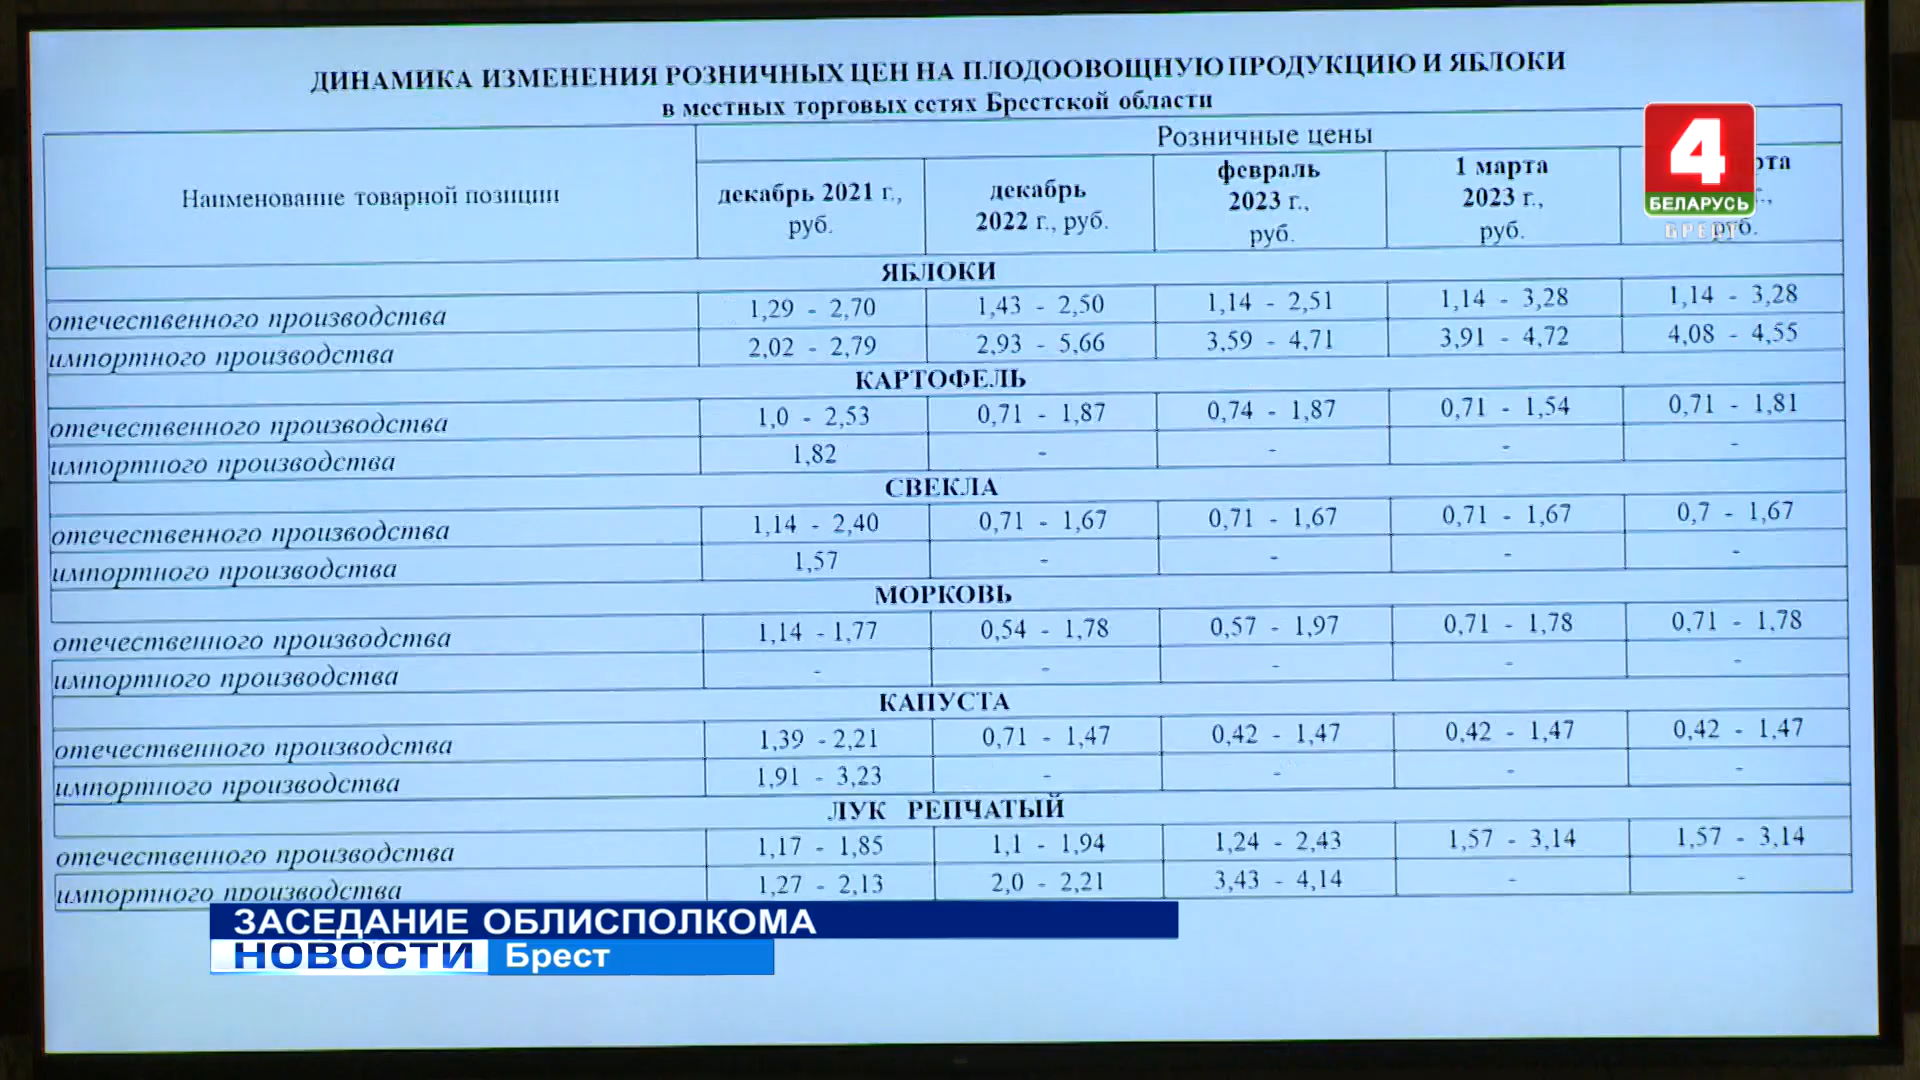 ДИНАМИКА ИЗМЕНЕНИЯ РОЗНИЧНЫХ ЦЕН НА ПЛОДООВОЩНУЮ ПРОДУКЦИЮ И ЯБЛОКИ
в местных торговых сетях Брестской области
Наименование товарной позиции
Розничные цены
декабрь 2021 г., руб.
декабрь 2022 г., руб.
февраль 2023 г., руб.
1 марта 2023 г., руб.
руб.
ЯБЛОКИ
отечественного производства 1,29 - 2,70 1,43 - 2,50 1,14 - 2,51 1,14 - 3,28 1,14 - 3,28
импортного производства 2,02 - 2,79 2,93 - 5,66 3,59 - 4,71 3,91 - 4,72 4,08 - 4,55
КАРТОФЕЛЬ
отечественного производства 1,0 - 2,53 0,71 - 1,87 0,74 - 1,87 0,71 - 1,54 0,71 - 1,81
импортного производства 1,82 - - - -
СВЕКЛА
отечественного производства 1,14 - 2,40 0,71 - 1,67 0,71 - 1,67 0,71 - 1,67 0,7 - 1,67
импортного производства 1,57 - - - -
МОРКОВЬ
отечественного производства 1,14 - 1,77 0,54 - 1,78 0,57 - 1,97 0,71 - 1,78 0,71 - 1,78
импортного производства - - - - -
КАПУСТА
отечественного производства 1,39 - 2,21 0,71 - 1,47 0,42 - 1,47 0,42 - 1,47 0,42 - 1,47
импортного производства 1,91 - 3,23 - - - -
ЛУК РЕПЧАТЫЙ
отечественного производства 1,17 - 1,85 1,1 - 1,94 1,24 - 2,43 1,57 - 3,14 1,57 - 3,14
импортного производства 1,27 - 2,13 2,0 - 2,21 3,43 - 4,14 - -
4
БЕЛАРУСЬ
БРЕСТ
ЗАСЕДАНИЕ ОБЛИСПОЛКОМА
НОВОСТИ Брест